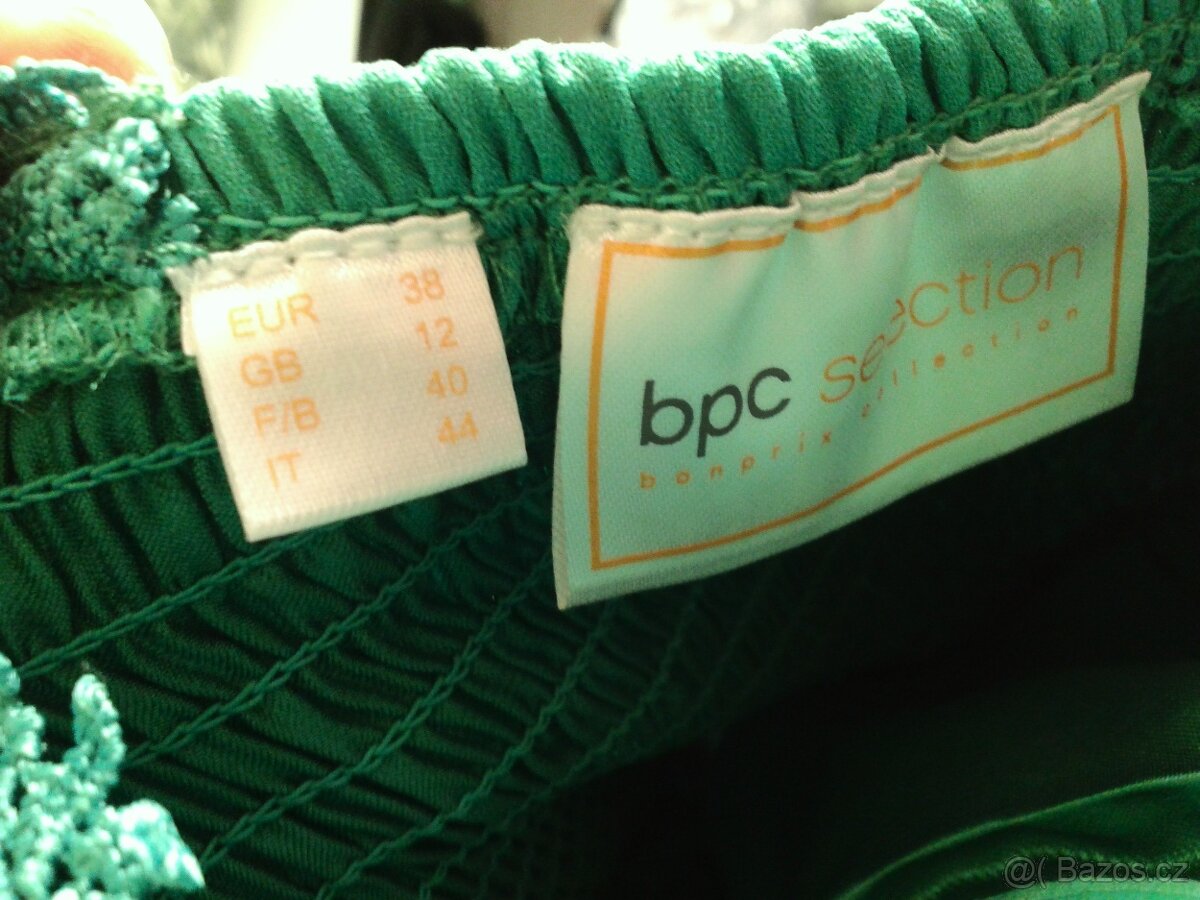 EUR 38
GB 12
F/B 40
IT 44
bpc selection
bonprix collection
@( Bazos.cz